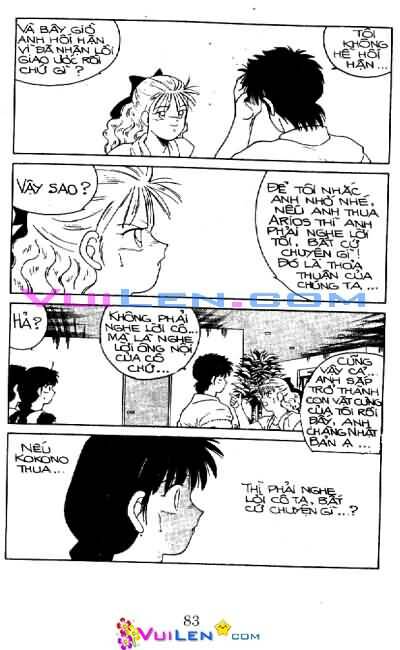 VÀ BÂY GIỜ
ANH HỐI HẬN
VÌ ĐÃ NHẬN LỜI
GIAO ƯỚC RỒI
CHỨ GÌ?
TÔI
KHÔNG
HỀ HỐI
HẬN...
VẬY SAO?
ĐỂ TÔI NHẮC
ANH NHỚ NHÉ,
NẾU ANH THUA
ARIOS THÌ ANH
PHẢI NGHE LỜI
TÔI, BẤT CỨ
CHUYỆN GÌ!
ĐÓ LÀ THỎA
THUẬN CỦA
CHÚNG TA...
VUILEN.COM
HẢ?
KHÔNG PHẢI
NGHE LỜI CÔ...
MÀ LÀ NGHE
LỜI ÔNG NỘI
CỦA CÔ
CHỨ...
CŨNG
VẬY CẢ...
ANH SẮP
TRỞ THÀNH
CON VẬT CƯNG
CỦA TÔI RỒI
ĐẤY, ANH
CHÀNG NHẬT
BẢN Ạ...
NẾU
KOKONO
THUA...
THÌ PHẢI NGHE
LỜI CÔ TA, BẤT
CỨ CHUYỆN GÌ...?
83
VUILEN.COM